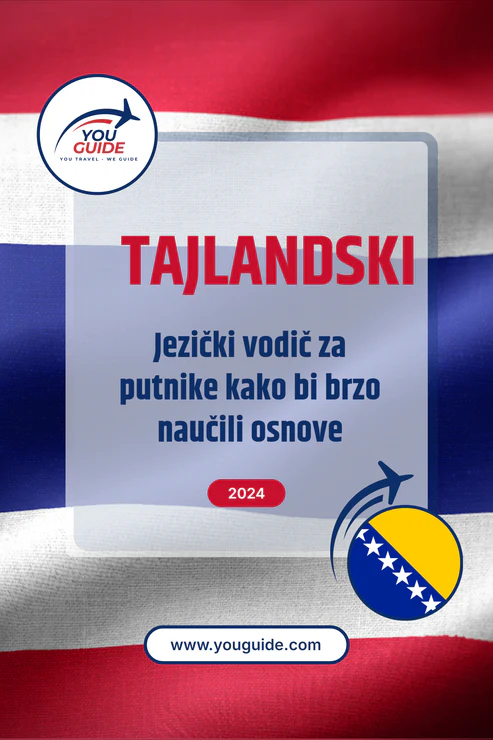 YOU
GUIDE
YOU TRAVEL - WE GUIDE
TAJLANDSKI
Jezički vodič za
putnike kako bi brzo
naučili osnove
2024
www.youguide.com